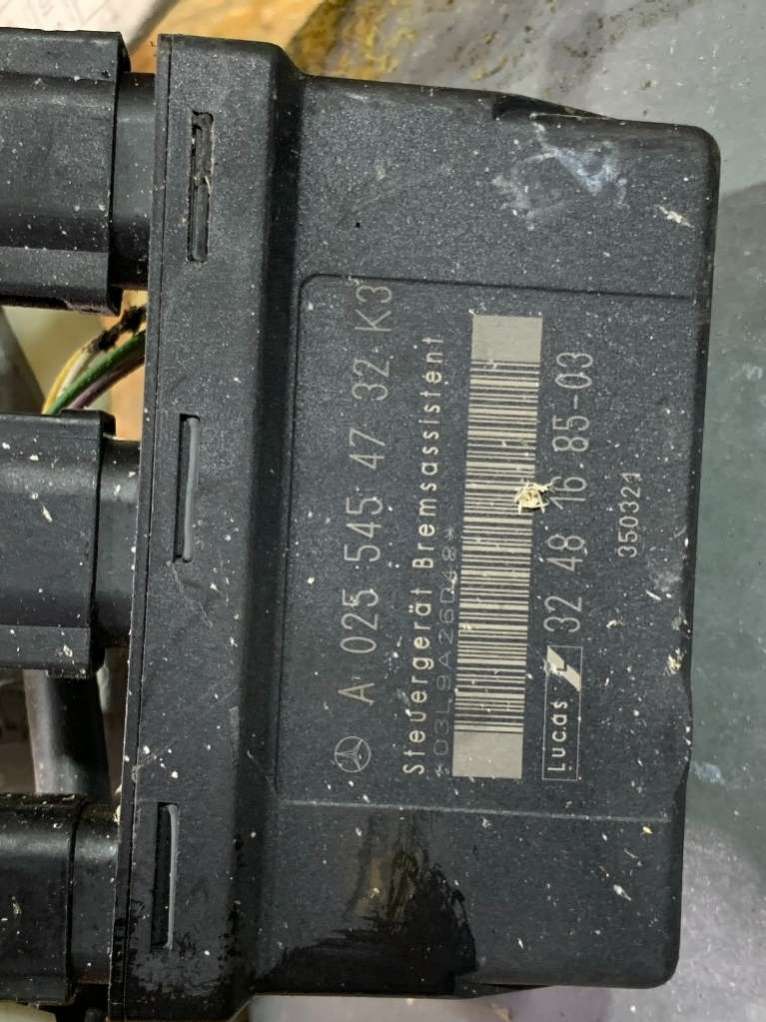 A 025 545 47 32 K3
Steuergerät Bremsassistent
Lucas 32 48 16 85-03
350321